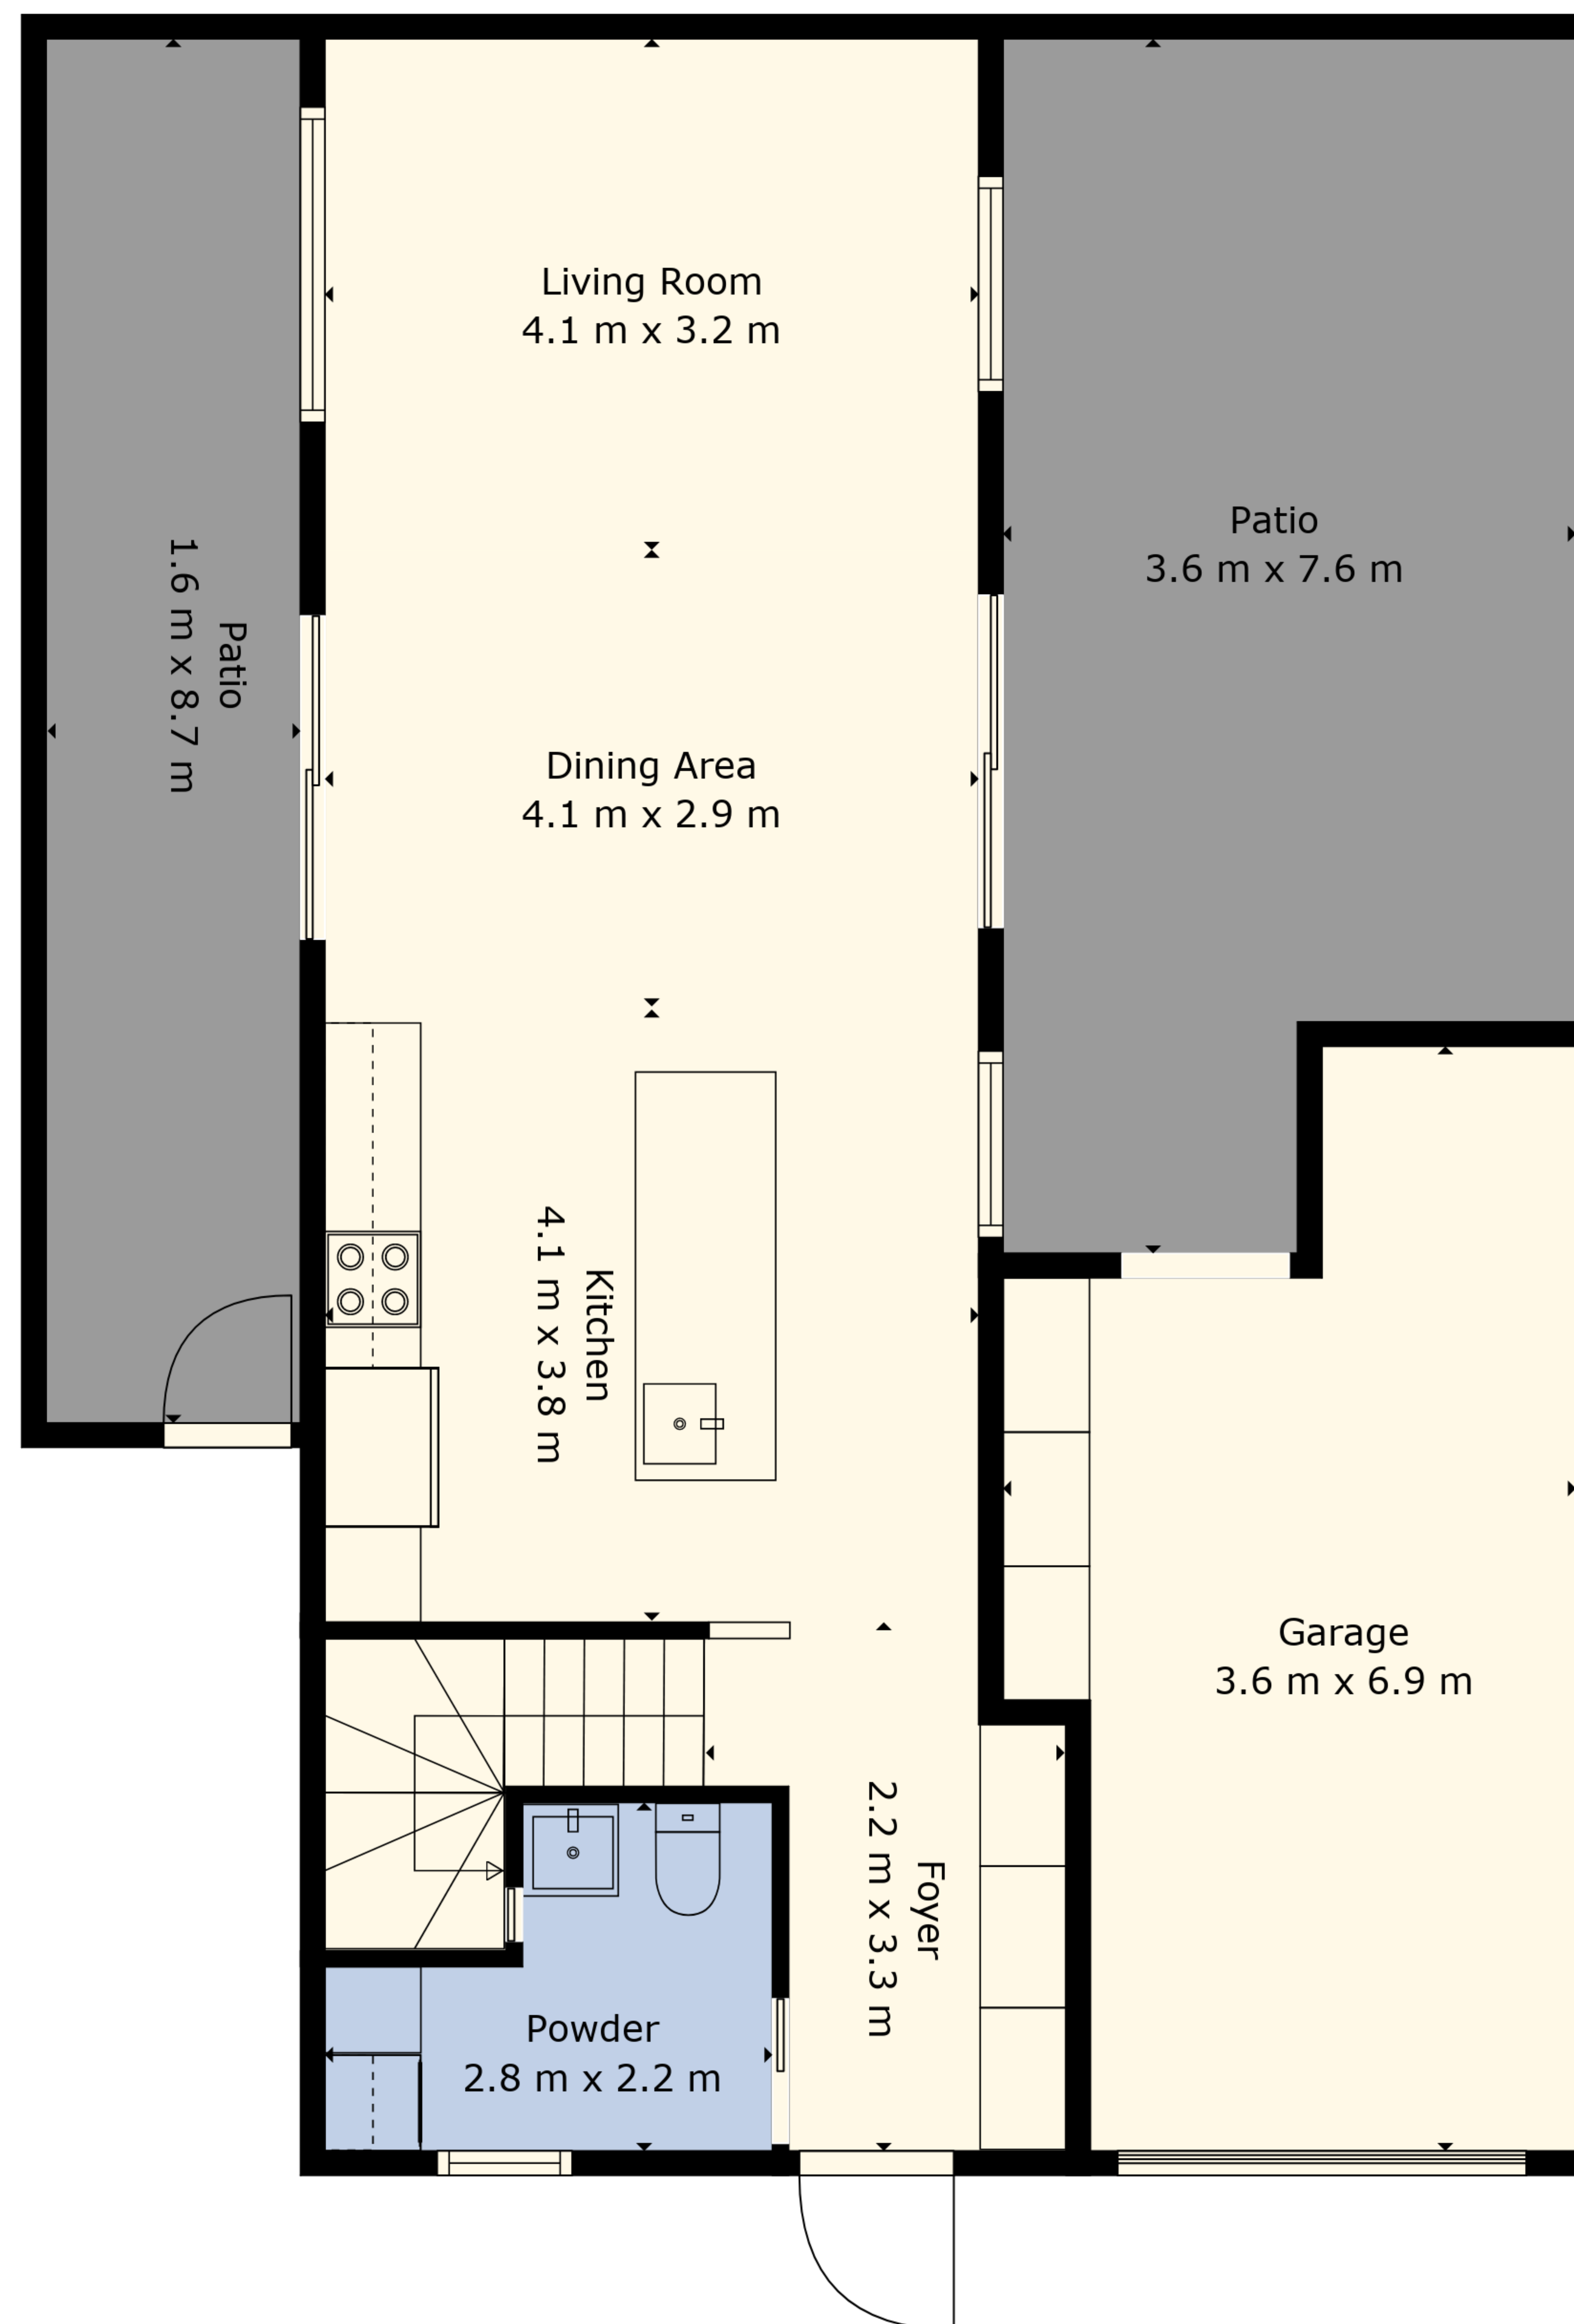 Living Room
4.1 m x 3.2 m
Patio
3.6 m x 7.6 m
Patio
1.6 m x 8.7 m
Dining Area
4.1 m x 2.9 m
Kitchen
4.1 m x 3.8 m
Garage
3.6 m x 6.9 m
Foyer
2.2 m x 3.3 m
Powder
2.8 m x 2.2 m